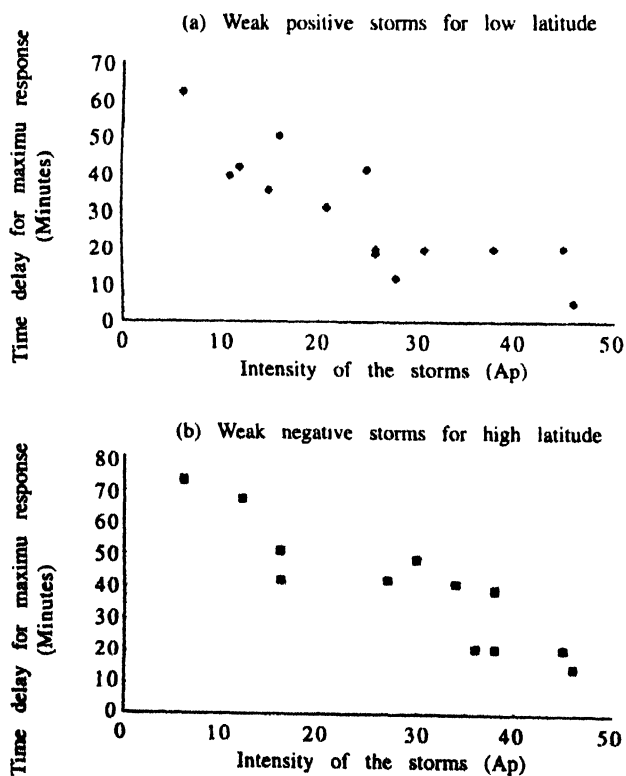 (a) Weak positive storms for low latitude
Time delay for maximu response
(Minutes)
70
60
50
40
30
20
10
0
0 10 20 30 40 50
Intensity of the storms (Ap)
(b) Weak negative storms for high latitude
Time delay for maximu response
(Minutes)
80
70
60
50
40
30
20
10
0
0 10 20 30 40 50
Intensity of the storms (Ap)